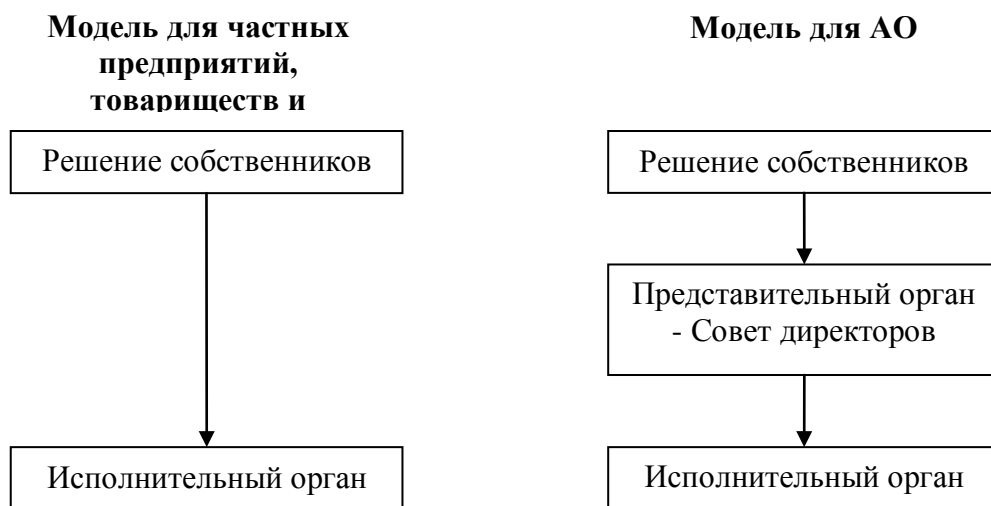 Модель для частных
предприятий,
товариществ и
Решение собственников
Исполнительный орган
Модель для АО
Решение собственников
Представительный орган
- Совет директоров
Исполнительный орган